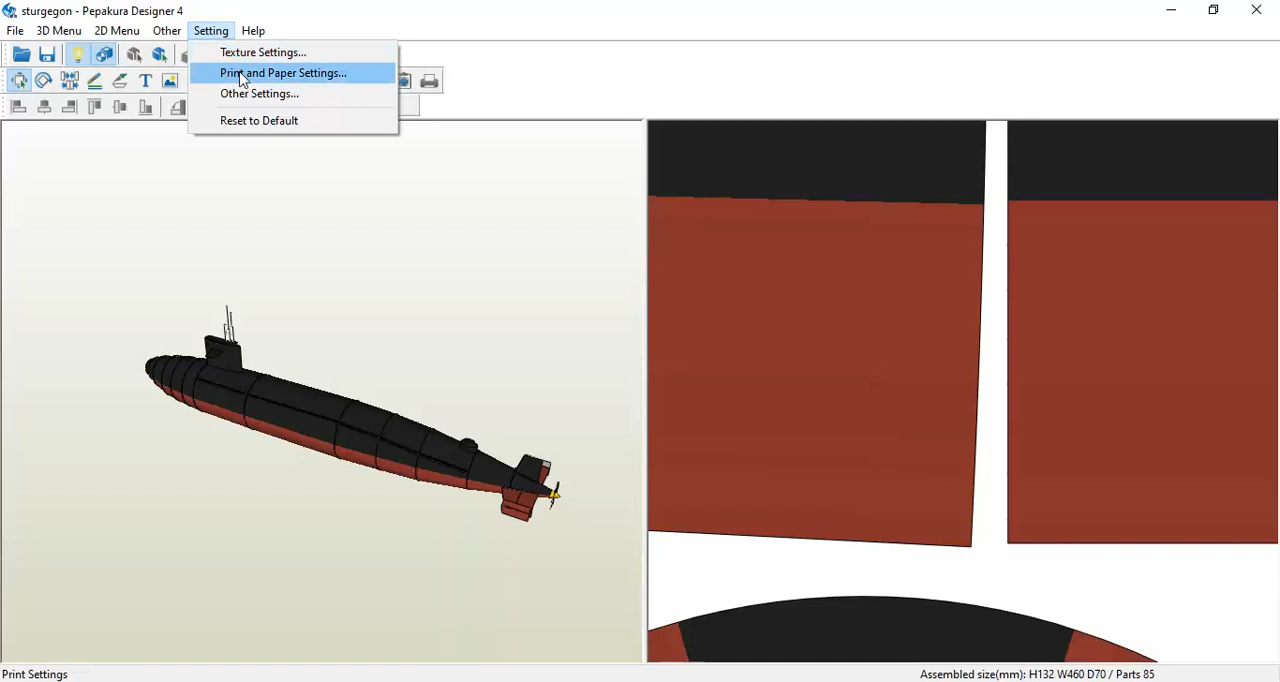 sturgegon - Pepakura Designer 4
File 3D Menu 2D Menu Other Setting Help
Texture Settings...
Print and Paper Settings...
Other Settings...
Reset to Default
T
Print Settings
Assembled size(mm): H132 W460 D70 / Parts 85